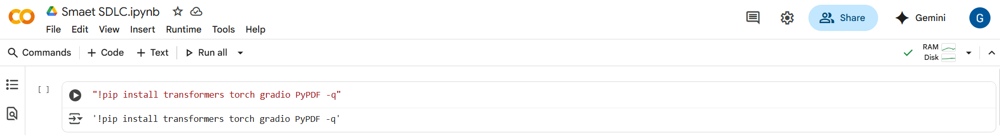 Smaet SDLC.ipynb
File Edit View Insert Runtime Tools Help
Share
Gemini
G
Commands + Code + Text Run all
RAM
Disk
[ ]
"!pip install transformers torch gradio PyPDF -q"
'!pip install transformers torch gradio PyPDF -q'